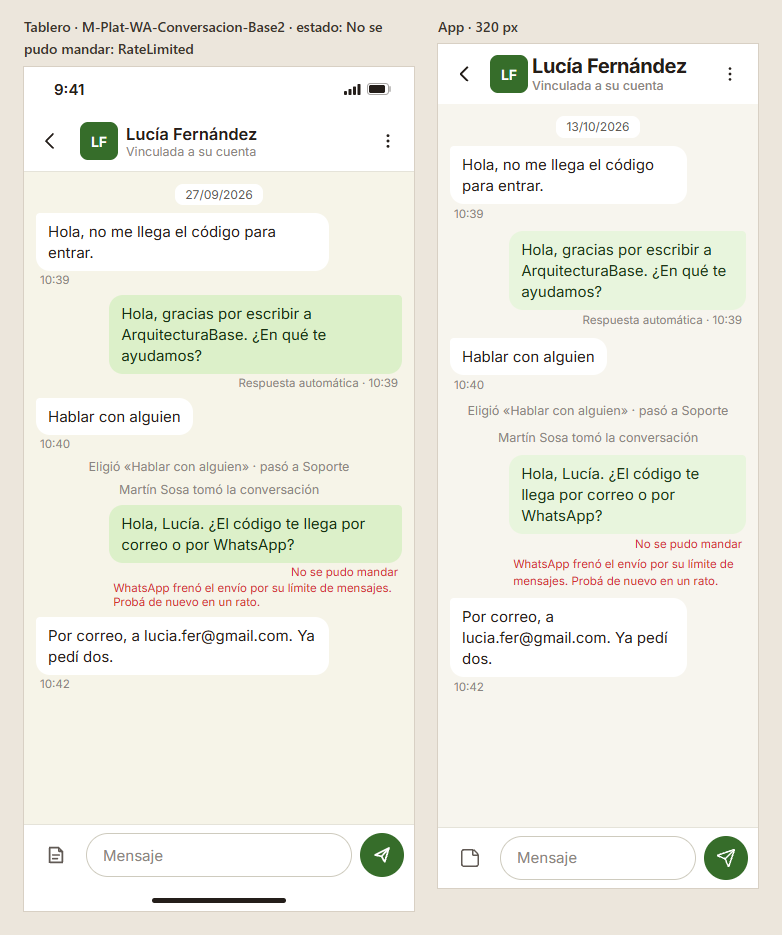 Tablero · M-Plat-WA-Conversacion-Base2 · estado: No se
pudo mandar: RateLimited
9:41
LF
Lucía Fernández
Vinculada a su cuenta
27/09/2026
Hola, no me llega el código para
entrar.
10:39
Hola, gracias por escribir a
ArquitecturaBase. ¿En qué te
ayudamos?
Respuesta automática · 10:39
Hablar con alguien
10:40
Eligió «Hablar con alguien» · pasó a Soporte
Martín Sosa tomó la conversación
Hola, Lucía. ¿El código te llega por
correo o por WhatsApp?
No se pudo mandar
WhatsApp frenó el envío por su límite de mensajes.
Probá de nuevo en un rato.
Por correo, a lucia.fer@gmail.com. Ya
pedí dos.
10:42
Mensaje
App · 320 px
LF
Lucía Fernández
Vinculada a su cuenta
13/10/2026
Hola, no me llega el código
para entrar.
10:39
Hola, gracias por escribir a
ArquitecturaBase. ¿En qué te
ayudamos?
Respuesta automática · 10:39
Hablar con alguien
10:40
Eligió «Hablar con alguien» · pasó a Soporte
Martín Sosa tomó la conversación
Hola, Lucía. ¿El código te
llega por correo o por
WhatsApp?
No se pudo mandar
WhatsApp frenó el envío por su límite de
mensajes. Probá de nuevo en un rato.
Por correo, a
lucia.fer@gmail.com. Ya pedí
dos.
10:42
Mensaje